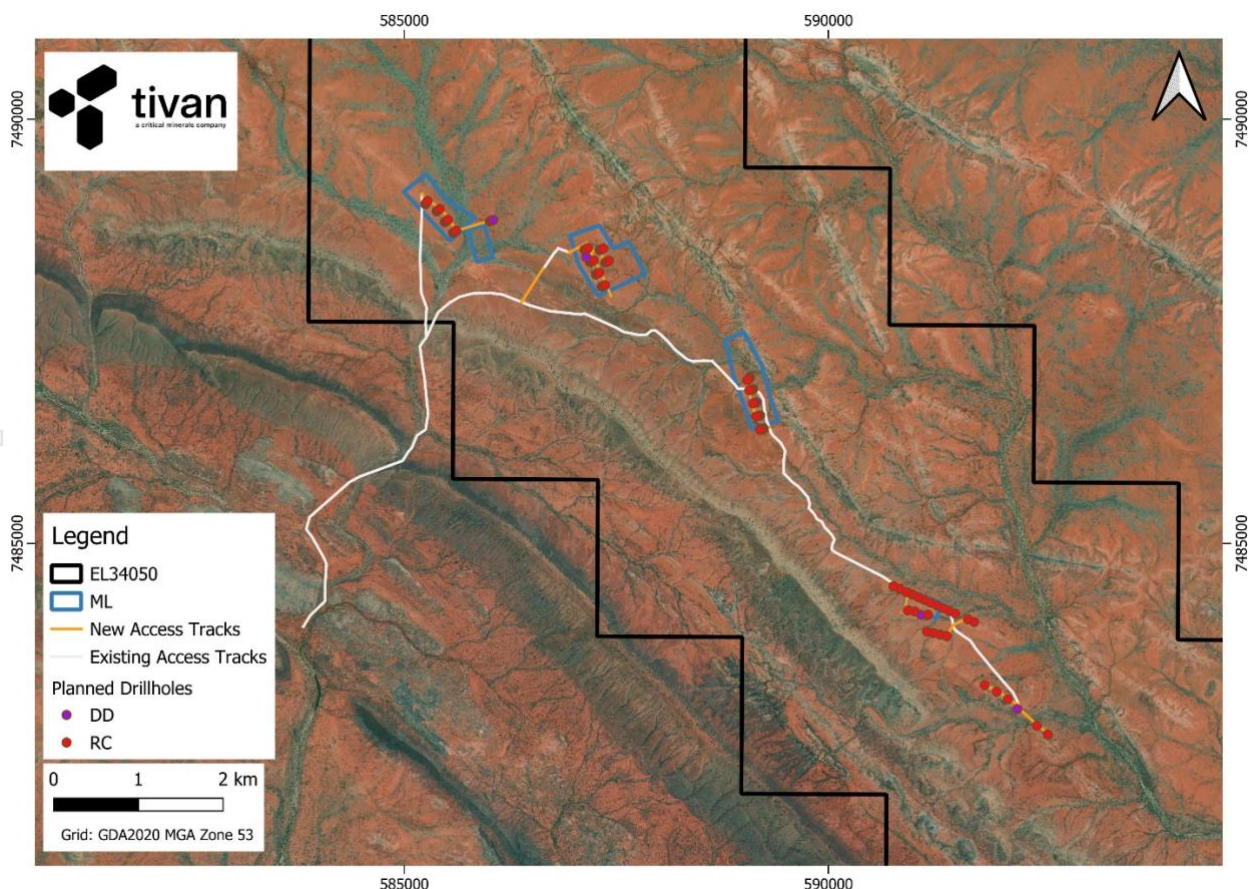 585000
590000
tivan
a critical minerals company
7490000
7490000
Legend
EL34050
ML
New Access Tracks
Existing Access Tracks
Planned Drillholes
DD
RC
7485000
7485000
0 1 2 km
Grid: GDA2020 MGA Zone 53
585000
590000